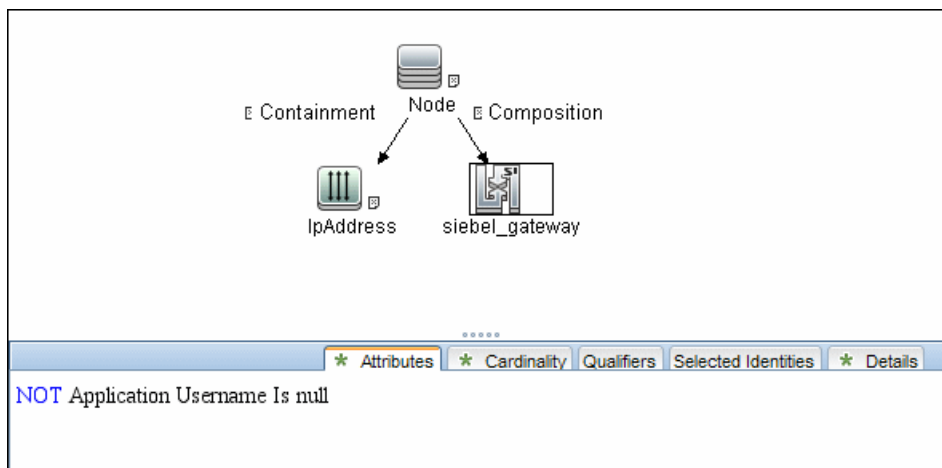 Node
Containment
Composition
IpAddress
siebel_gateway
* Attributes
* Cardinality
Qualifiers
Selected Identities
* Details
NOT Application Username Is null